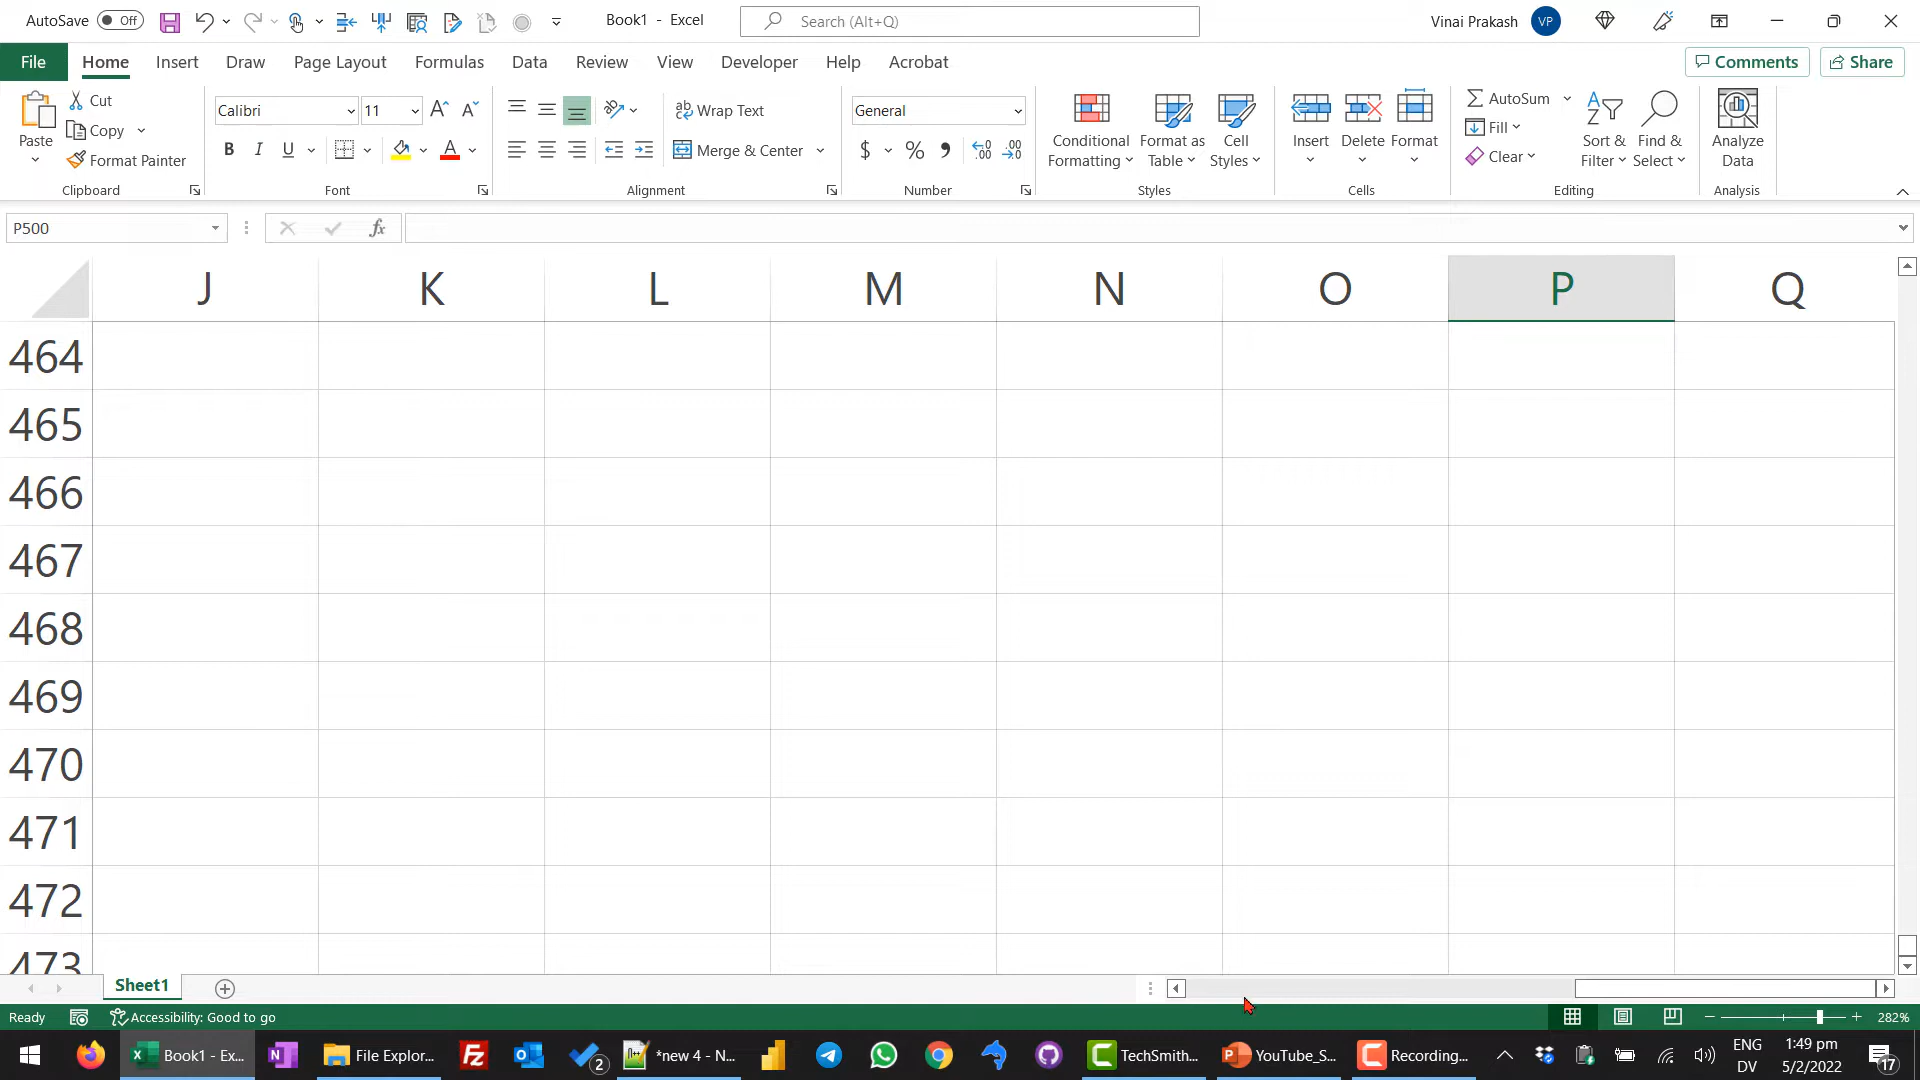 AutoSave Off Book1 - Excel Search (Alt+Q) Vinai Prakash VP
File Home Insert Draw Page Layout Formulas Data Review View Developer Help Acrobat Comments Share
Paste Cut Copy Format Painter Clipboard
Calibri 11 B I U A Font
Wrap Text Merge & Center Alignment
General $ % Number
Conditional Formatting Format as Table Cell Styles Styles
Insert Delete Format Cells
AutoSum Fill Clear Sort & Filter Find & Select Editing
Analyze Data Analysis
P500 fx
J K L M N O P Q
464
465
466
467
468
469
470
471
472
473
Sheet1
Ready Accessibility: Good to go 282%
Book1 - Ex... File Explor... 2 *new 4 - N... TechSmith... YouTube_S... Recording... ENG 1:49 pm
DV 5/2/2022 17